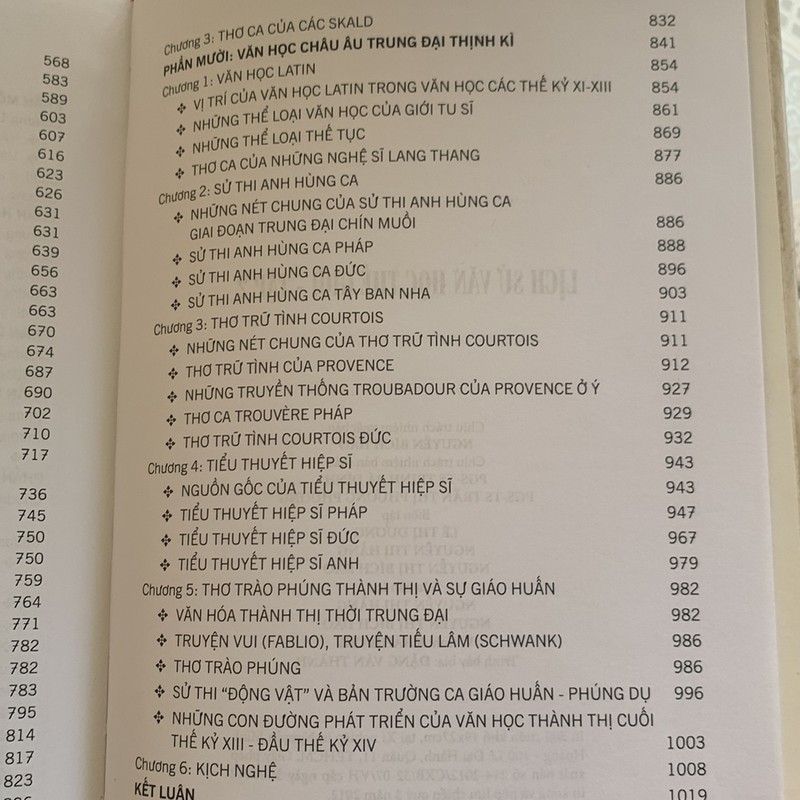 568
583
589
603
607
616
623
626
631
631
639
656
663
663
670
674
687
690
702
710
717
736
745
750
750
759
764
771
782
782
783
795
814
817
823
826
Chương 3: THƠ CA CỦA CÁC SKALD 832
PHẦN MƯỜI: VĂN HỌC CHÂU ÂU TRUNG ĐẠI THỊNH KÌ 841
Chương 1: VĂN HỌC LATIN 854
❖ VỊ TRÍ CỦA VĂN HỌC LATIN TRONG VĂN HỌC CÁC THẾ KỶ XI-XIII 854
❖ NHỮNG THỂ LOẠI VĂN HỌC CỦA GIỚI TU SĨ 861
❖ NHỮNG THỂ LOẠI THẾ TỤC 869
❖ THƠ CA CỦA NHỮNG NGHỆ SĨ LANG THANG 877
Chương 2: SỬ THI ANH HÙNG CA 886
❖ NHỮNG NÉT CHUNG CỦA SỬ THI ANH HÙNG CA
GIAI ĐOẠN TRUNG ĐẠI CHÍN MUỒI 886
❖ SỬ THI ANH HÙNG CA PHÁP 888
❖ SỬ THI ANH HÙNG CA ĐỨC 896
❖ SỬ THI ANH HÙNG CA TÂY BAN NHA 903
Chương 3: THƠ TRỮ TÌNH COURTOIS 911
❖ NHỮNG NÉT CHUNG CỦA THƠ TRỮ TÌNH COURTOIS 911
❖ THƠ TRỮ TÌNH CỦA PROVENCE 912
❖ NHỮNG TRUYỀN THỐNG TROUBADOUR CỦA PROVENCE Ở Ý 927
❖ THƠ CA TROUVÈRE PHÁP 929
❖ THƠ TRỮ TÌNH COURTOIS ĐỨC 932
Chương 4: TIỂU THUYẾT HIỆP SĨ 943
❖ NGUỒN GỐC CỦA TIỂU THUYẾT HIỆP SĨ 943
❖ TIỂU THUYẾT HIỆP SĨ PHÁP 947
❖ TIỂU THUYẾT HIỆP SĨ ĐỨC 967
❖ TIỂU THUYẾT HIỆP SĨ ANH 979
Chương 5: THƠ TRÀO PHÚNG THÀNH THỊ VÀ SỰ GIÁO HUẤN 982
❖ VĂN HÓA THÀNH THỊ THỜI TRUNG ĐẠI 982
❖ TRUYỆN VUI (FABLIO), TRUYỆN TIẾU LÂM (SCHWANK) 986
❖ THƠ TRÀO PHÚNG 986
❖ SỬ THI “ĐỘNG VẬT” VÀ BẢN TRƯỜNG CA GIÁO HUẤN - PHÚNG DỤ 996
❖ NHỮNG CON ĐƯỜNG PHÁT TRIỂN CỦA VĂN HỌC THÀNH THỊ CUỐI
THẾ KỶ XIII - ĐẦU THẾ KỶ XIV 1003
Chương 6: KỊCH NGHỆ 1008
KẾT LUẬN 1019